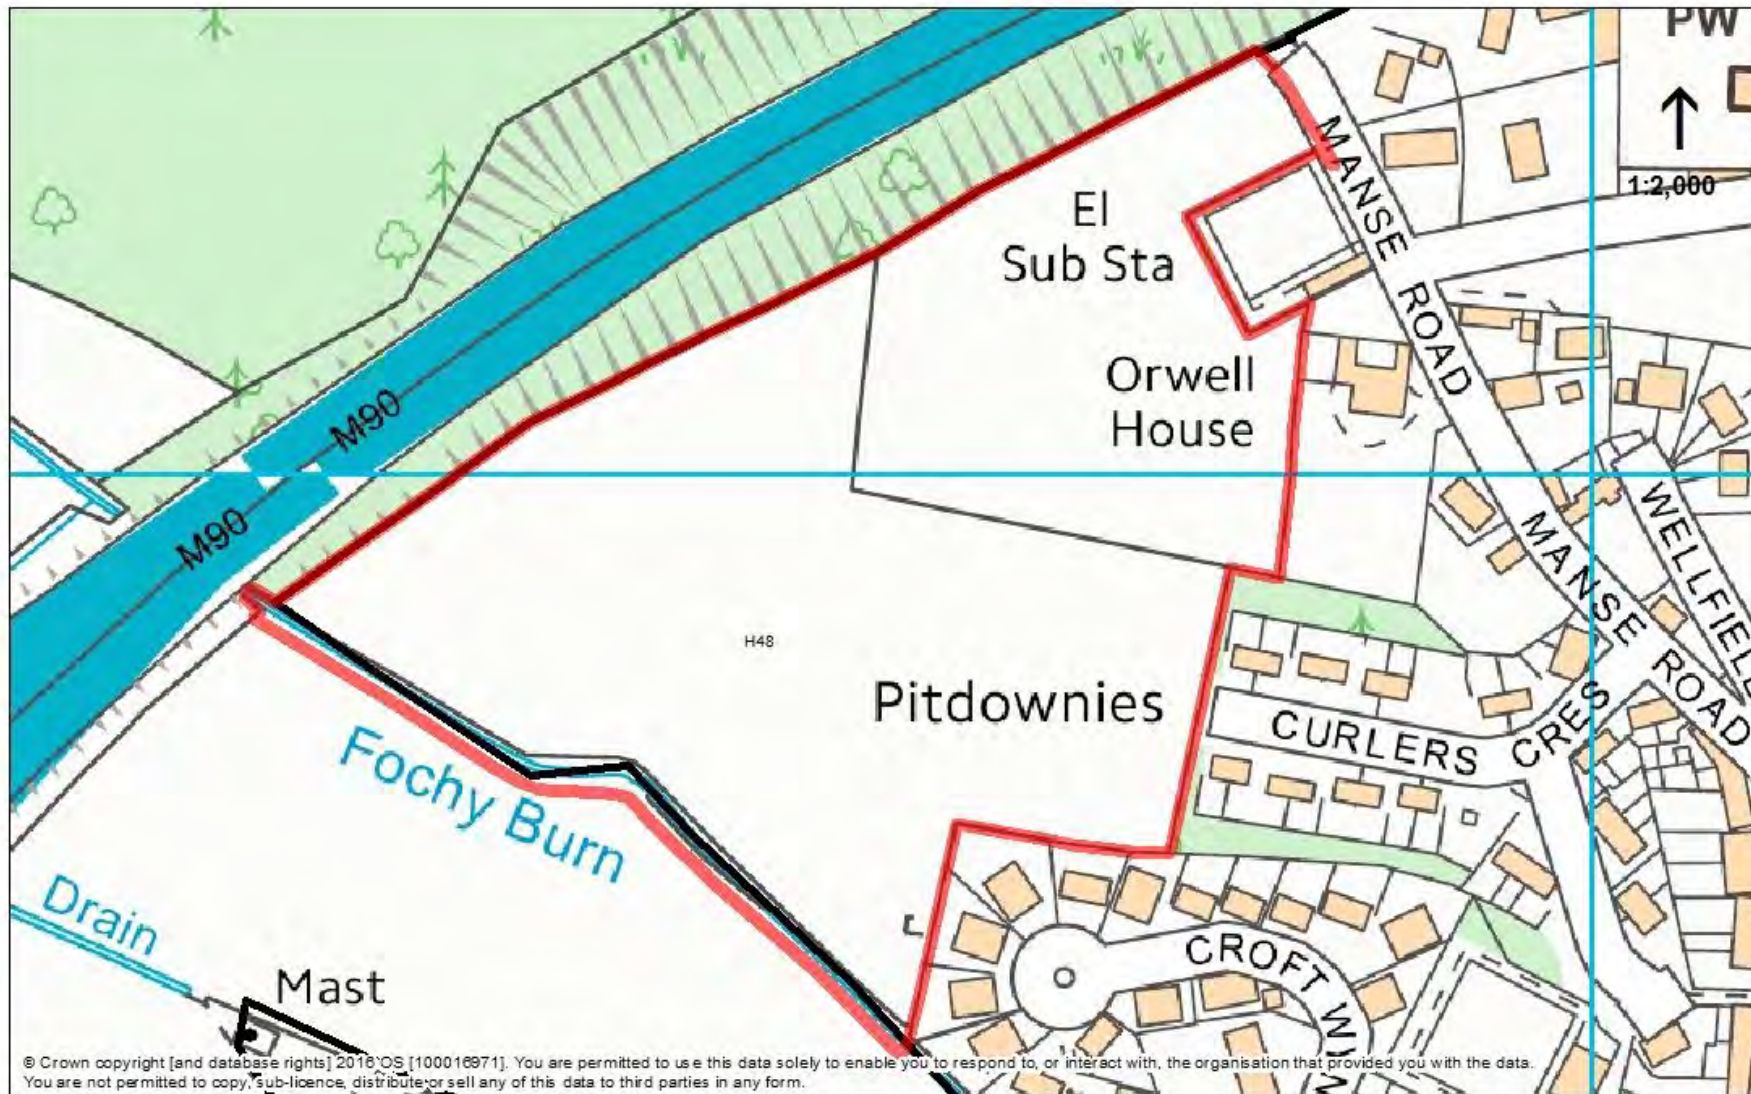 PW
1:2,000
MANSE ROAD
El
Sub Sta
Orwell
House
M90
M90
MANSE ROAD
WELLFIELD
H48
Pitdownies
CURLERS CRES
Fochy Burn
Drain
Mast
CROFT WYN
© Crown copyright [and database rights] 2016 OS [100016971]. You are permitted to use this data solely to enable you to respond to, or interact with, the organisation that provided you with the data.
You are not permitted to copy, sub-licence, distribute or sell any of this data to third parties in any form.